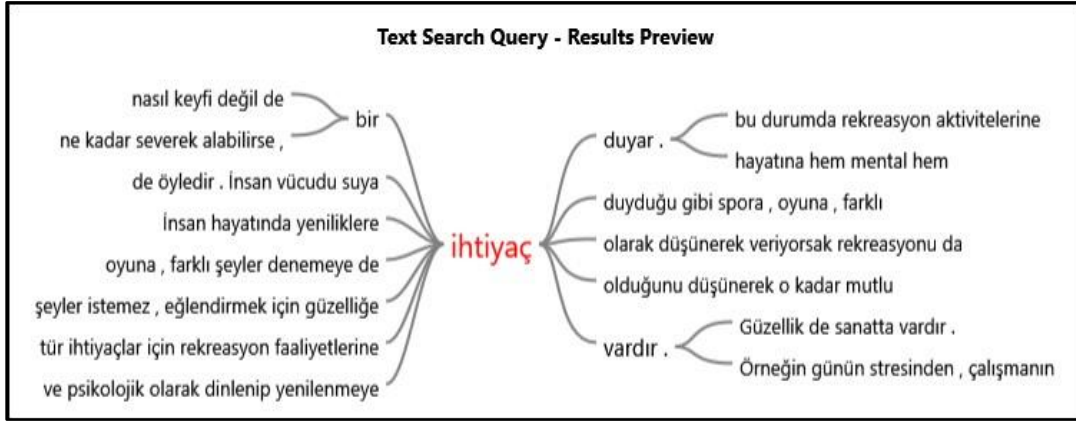 Text Search Query - Results Preview
nasıl keyfi değil de
ne kadar severek alabilirse ,
bir
de öyledir . İnsan vücudu suya
İnsan hayatında yeniliklere
oyuna , farklı şeyler denemeye de
şeyler istemez , eğlendirmek için güzelliğe
tür ihtiyaçlar için rekreasyon faaliyetlerine
ve psikolojik olarak dinlenip yenilenmeye
ihtiyaç
duyar .
bu durumda rekreasyon aktivitelerine
hayatına hem mental hem
duyduğu gibi spora , oyuna , farklı
olarak düşünerek veriyorsak rekreasyonu da
olduğunu düşünerek o kadar mutlu
vardır .
Güzellik de sanatta vardır .
Örneğin günün stresinden , çalışmanın